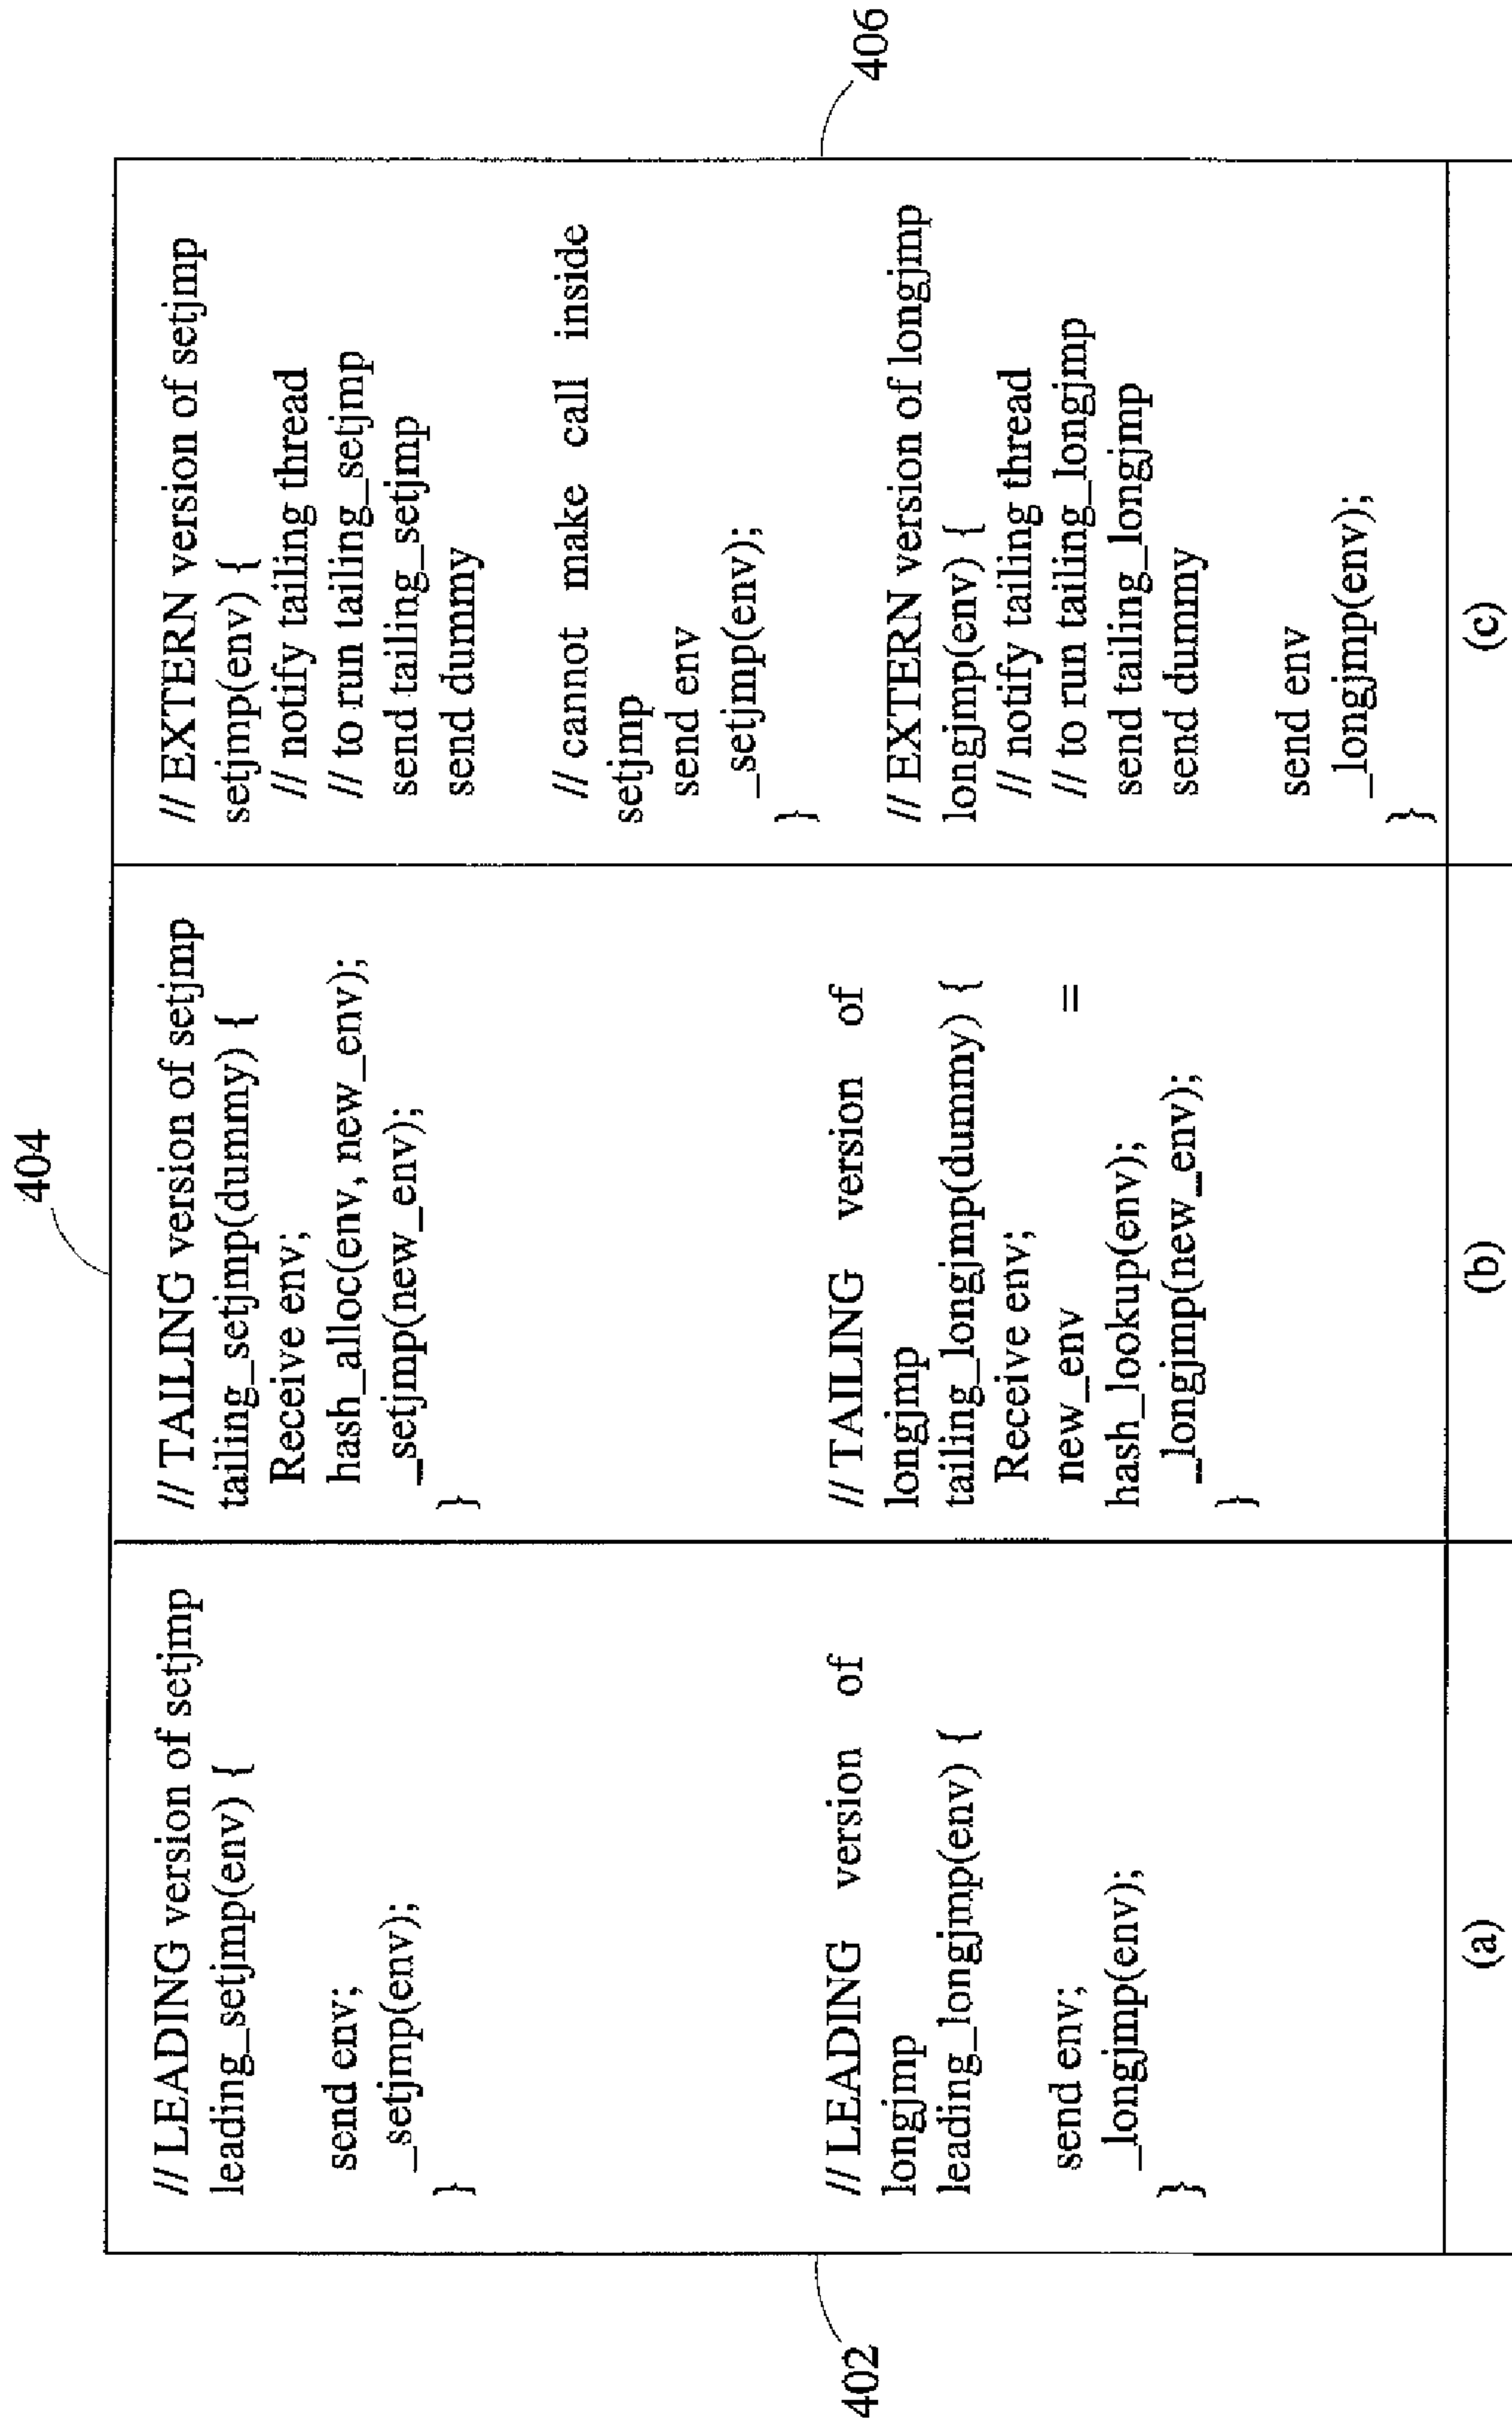 404
402
// LEADING version of setjmp
leading_setjmp(env) {
send env;
_setjmp(env);
}
// LEADING version of
longjmp
leading_longjmp(env) {
send env;
_longjmp(env);
}
(a)
// TAILING version of setjmp
tailing_setjmp(dummy) {
Receive env;
hash_alloc(env, new_env);
_setjmp(new_env);
}
// TAILING version of
longjmp
tailing_longjmp(dummy) {
Receive env;
new_env =
hash_lookup(env);
_longjmp(new_env);
}
(b)
// EXTERN version of setjmp
setjmp(env) {
// notify tailing thread
// to run tailing_setjmp
send tailing_setjmp
send dummy
// cannot make call inside
setjmp
send env
_setjmp(env);
}
// EXTERN version of longjmp
longjmp(env) {
// notify tailing thread
// to run tailing_longjmp
send tailing_longjmp
send dummy
send env
_longjmp(env);
}
(c)
406